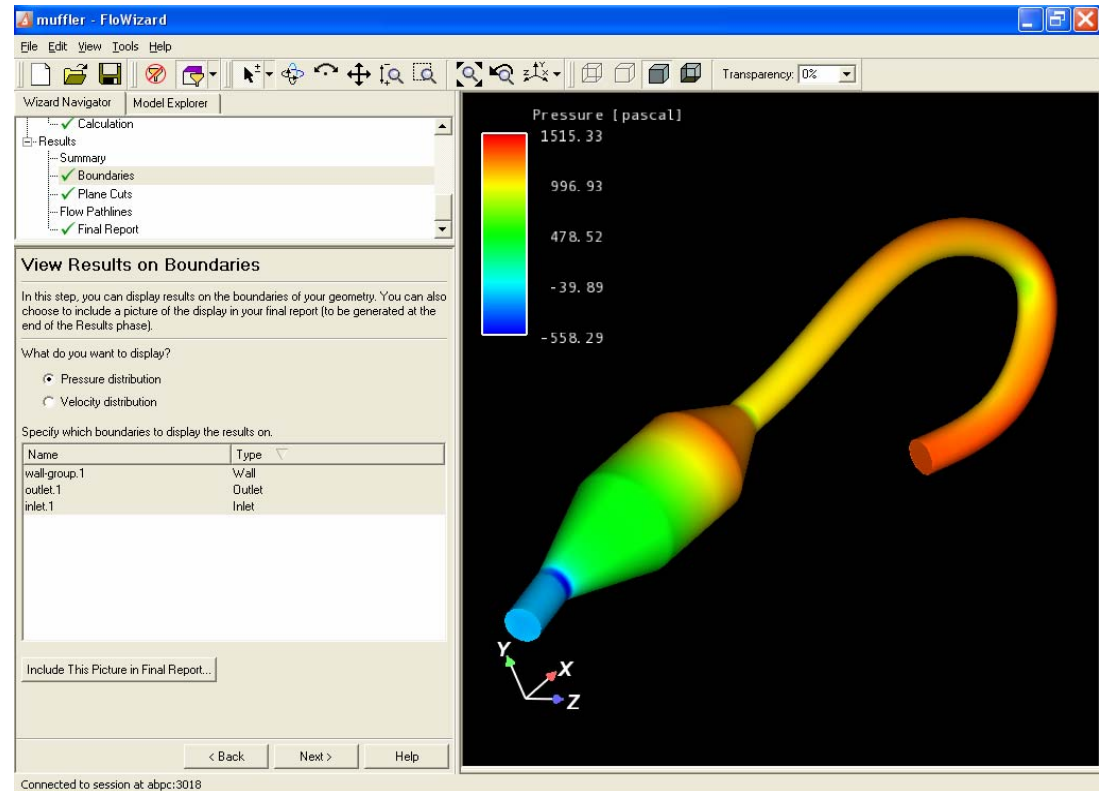 muffler - FloWizard
File Edit View Tools Help
Transparency: 0%
Wizard Navigator Model Explorer
Calculation
Results
Summary
Boundaries
Plane Cuts
Flow Pathlines
Final Report
View Results on Boundaries
In this step, you can display results on the boundaries of your geometry. You can also
choose to include a picture of the display in your final report (to be generated at the
end of the Results phase).
What do you want to display?
Pressure distribution
Velocity distribution
Specify which boundaries to display the results on.
Name Type
wall-group.1 Wall
outlet.1 Outlet
inlet.1 Inlet
Include This Picture in Final Report...
< Back Next > Help
Connected to session at abpc:3018
Pressure [pascal]
1515.33
996.93
478.52
-39.89
-558.29
Y
X
Z